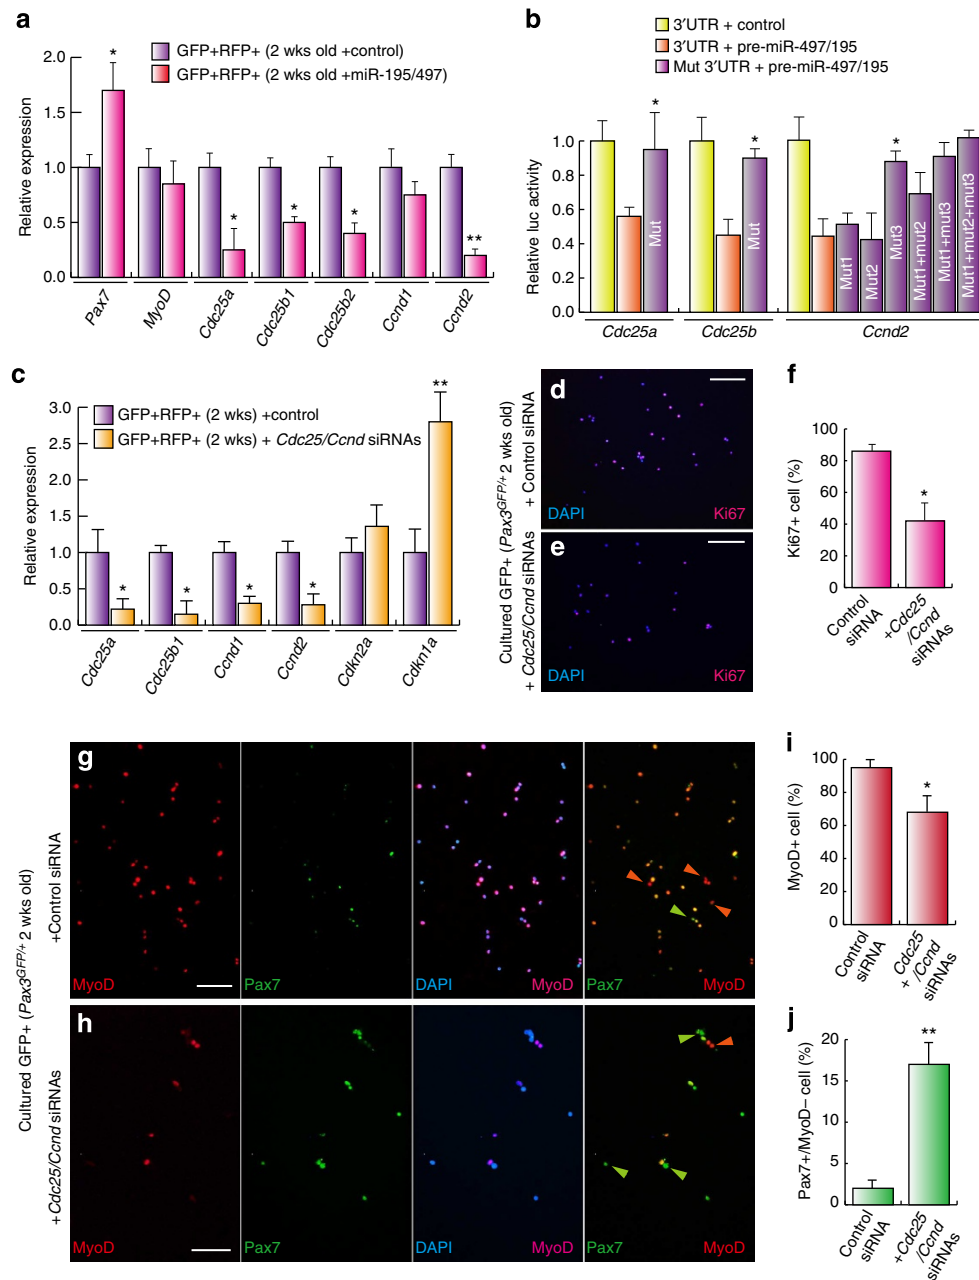 a
GFP+RFP+ (2 wks old +control)
GFP+RFP+ (2 wks old +miR-195/497)
Relative expression
2.0
1.5
1.0
0.5
0.0
*
*
*
*
**
Pax7
MyoD
Cdc25a
Cdc25b1
Cdc25b2
Ccnd1
Ccnd2
b
3′UTR + control
3′UTR + pre-miR-497/195
Mut 3′UTR + pre-miR-497/195
Relative luc activity
1.0
0.8
0.6
0.4
0.2
0.0
*
*
*
Mut
Mut
Mut1
Mut2
Mut3
Mut1+mut2
Mut1+mut3
Mut1+mut2+mut3
Cdc25a
Cdc25b
Ccnd2
c
GFP+RFP+ (2 wks) +control
GFP+RFP+ (2 wks) + Cdc25/Ccnd siRNAs
Relative expression
3.0
2.5
2.0
1.5
1.0
0.5
0.0
*
*
*
*
**
Cdc25a
Cdc25b1
Ccnd1
Ccnd2
Cdkn2a
Cdkn1a
Cultured GFP+ (Pax3GFP/+ 2 wks old)
+ Control siRNA
+ Cdc25/Ccnd siRNAs
d
DAPI
Ki67
e
DAPI
Ki67
f
Ki67+ cell (%)
100
80
60
40
20
0
*
Control
siRNA
+Cdc25
/Ccnd
siRNAs
Cultured GFP+ (Pax3GFP/+ 2 wks old)
+Control siRNA
+Cdc25/Ccnd siRNAs
g
MyoD
Pax7
DAPI
MyoD
Pax7
MyoD
h
MyoD
Pax7
DAPI
MyoD
Pax7
MyoD
i
MyoD+ cell (%)
100
80
60
40
20
0
*
Control
siRNA
Cdc25
+ /Ccnd
siRNAs
j
Pax7+/MyoD− cell (%)
20
15
10
5
0
**
Control
siRNA
+Cdc25
/Ccnd
siRNAs